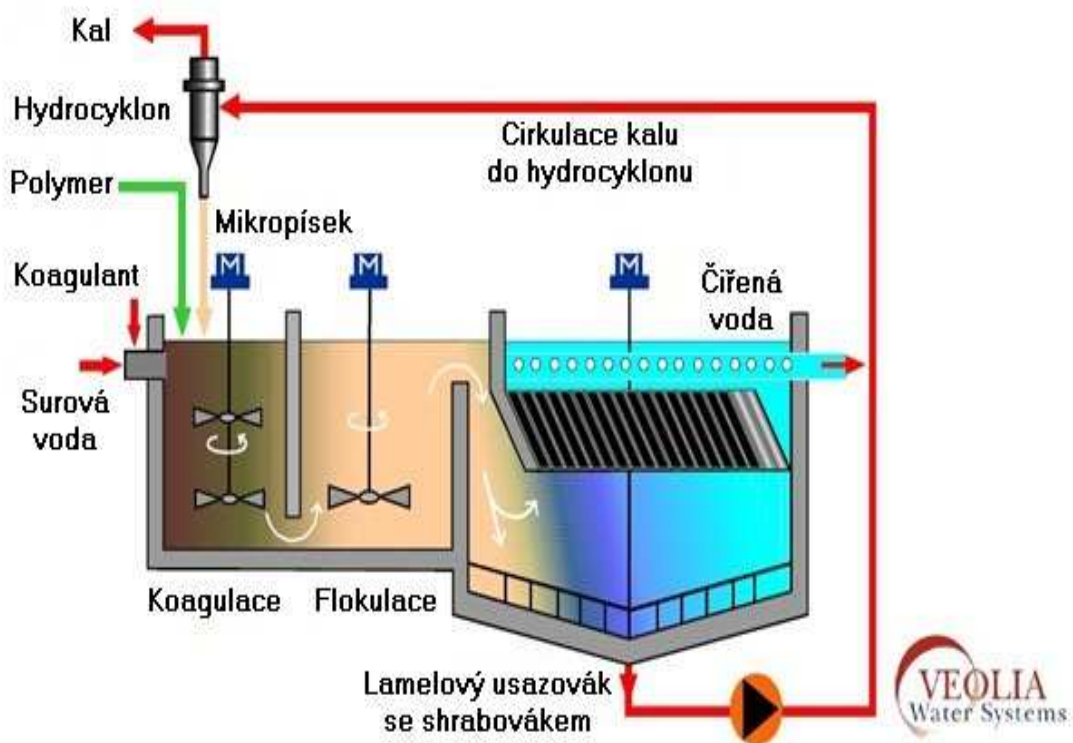 Kal
Hydrocyklon
Cirkulace kalu
do hydrocyklonu
Polymer
Mikropísek
Koagulant
M
M
M
Čiřená
voda
Surová
voda
Koagulace
Flokulace
Lamelový usazovák
se shrabovákem
VEOLIA
Water Systems